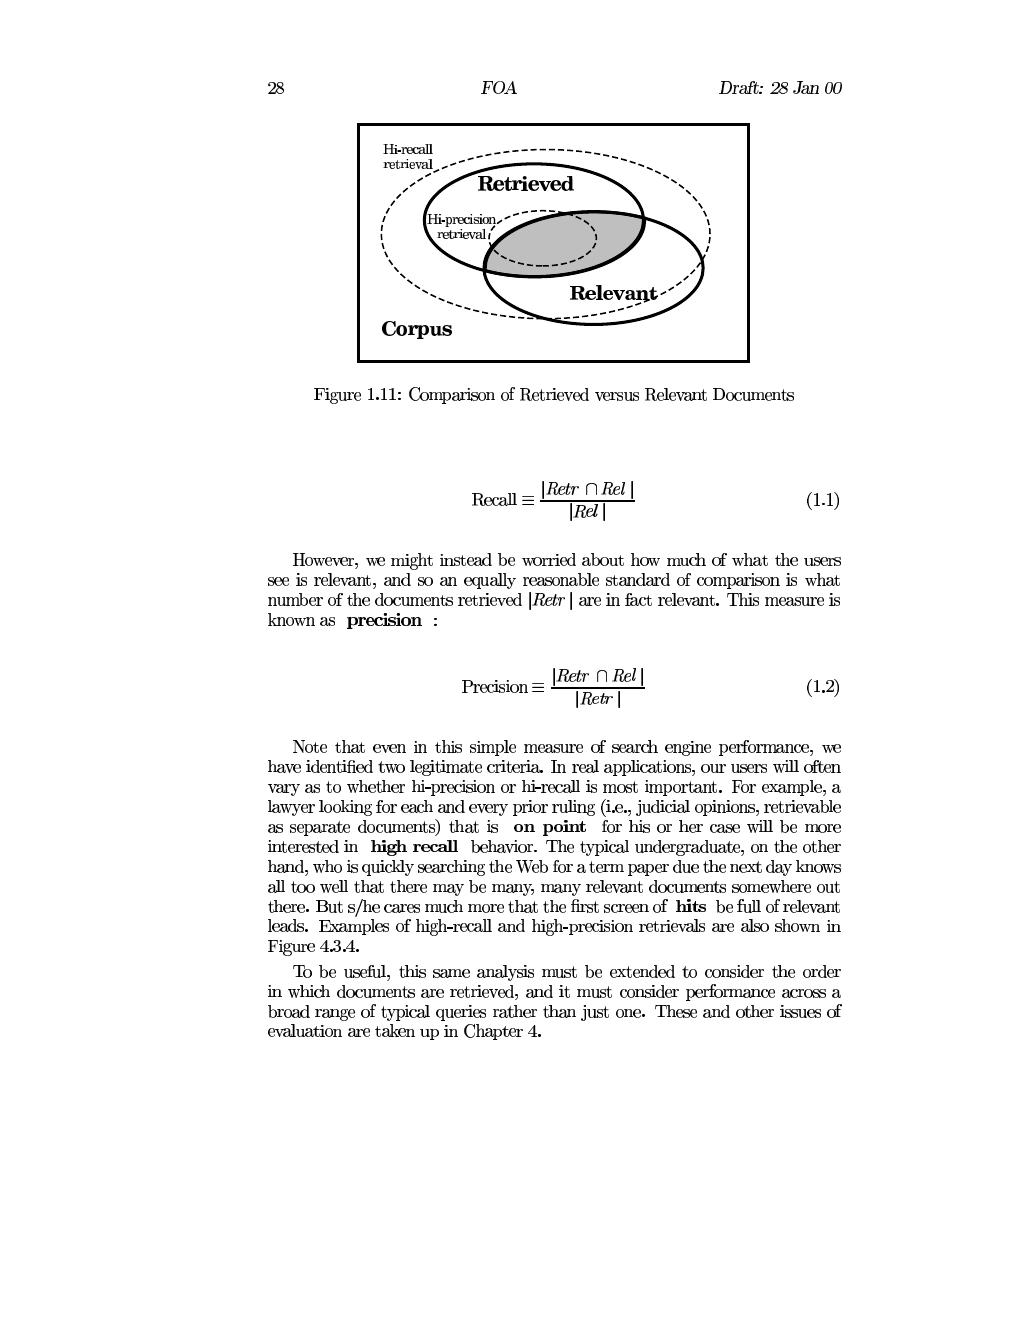 28 FOA Draft: 28 Jan 00
Hi-recall
retrieval
Retrieved
Hi-precision
retrieval
Relevant
Corpus
Figure 1.11: Comparison of Retrieved versus Relevant Documents
Recall ≡ |Retr ∩ Rel| / |Rel| (1.1)
However, we might instead be worried about how much of what the users
see is relevant, and so an equally reasonable standard of comparison is what
number of the documents retrieved |Retr| are in fact relevant. This measure is
known as precision :
Precision ≡ |Retr ∩ Rel| / |Retr| (1.2)
Note that even in this simple measure of search engine performance, we
have identified two legitimate criteria. In real applications, our users will often
vary as to whether hi-precision or hi-recall is most important. For example, a
lawyer looking for each and every prior ruling (i.e., judicial opinions, retrievable
as separate documents) that is on point for his or her case will be more
interested in high recall behavior. The typical undergraduate, on the other
hand, who is quickly searching the Web for a term paper due the next day knows
all too well that there may be many, many relevant documents somewhere out
there. But s/he cares much more that the first screen of hits be full of relevant
leads. Examples of high-recall and high-precision retrievals are also shown in
Figure 4.3.4.
To be useful, this same analysis must be extended to consider the order
in which documents are retrieved, and it must consider performance across a
broad range of typical queries rather than just one. These and other issues of
evaluation are taken up in Chapter 4.